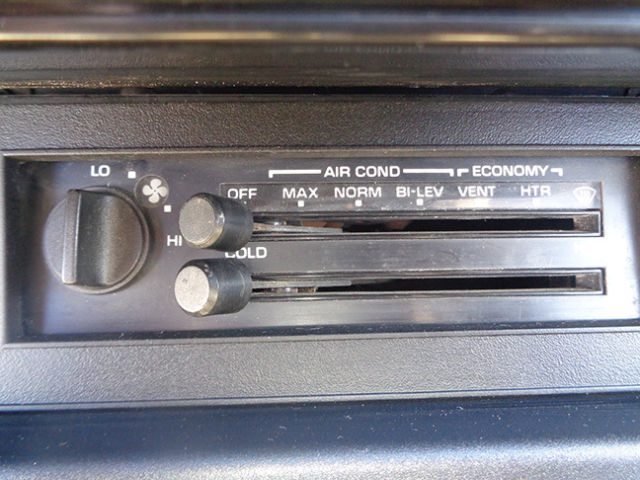 LO
AIR COND ECONOMY
OFF MAX NORM BI-LEV VENT HTR
HI
COLD